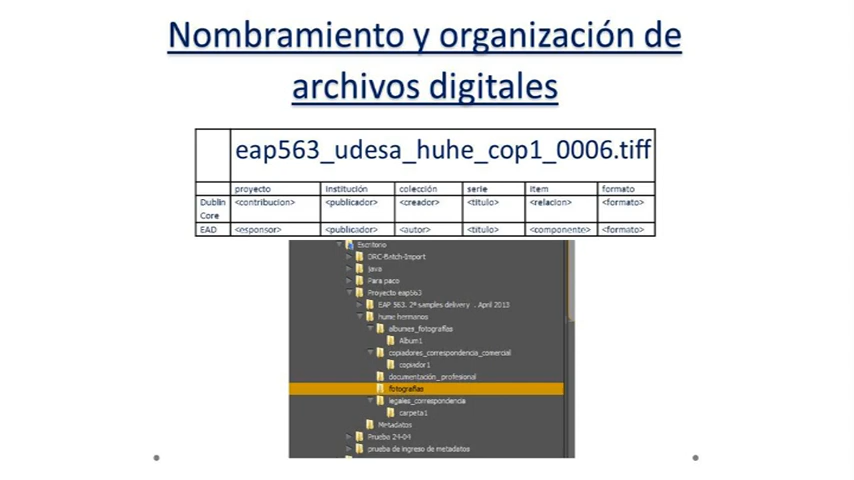 Nombramiento y organización de
archivos digitales
eap563_udesa_huhe_cop1_0006.tiff
proyecto institución colección serie item formato
Dublin Core <contribucion> <publicador> <creador> <titulo> <relacion> <formato>
EAD <esponsor> <publicador> <autor> <titulo> <componente> <formato>
Escritorio
DRC-Batch-Import
java
Para paco
Proyecto eap563
EAP 563. 2ª samples delivery . April 2013
hume hermanos
albumes_fotografias
Album1
copiadores_correspondencia_comercial
copiador1
documentación_profesional
fotografias
legales_correspondencia
carpeta1
Metadatos
Prueba 24-04
prueba de ingreso de metadatos